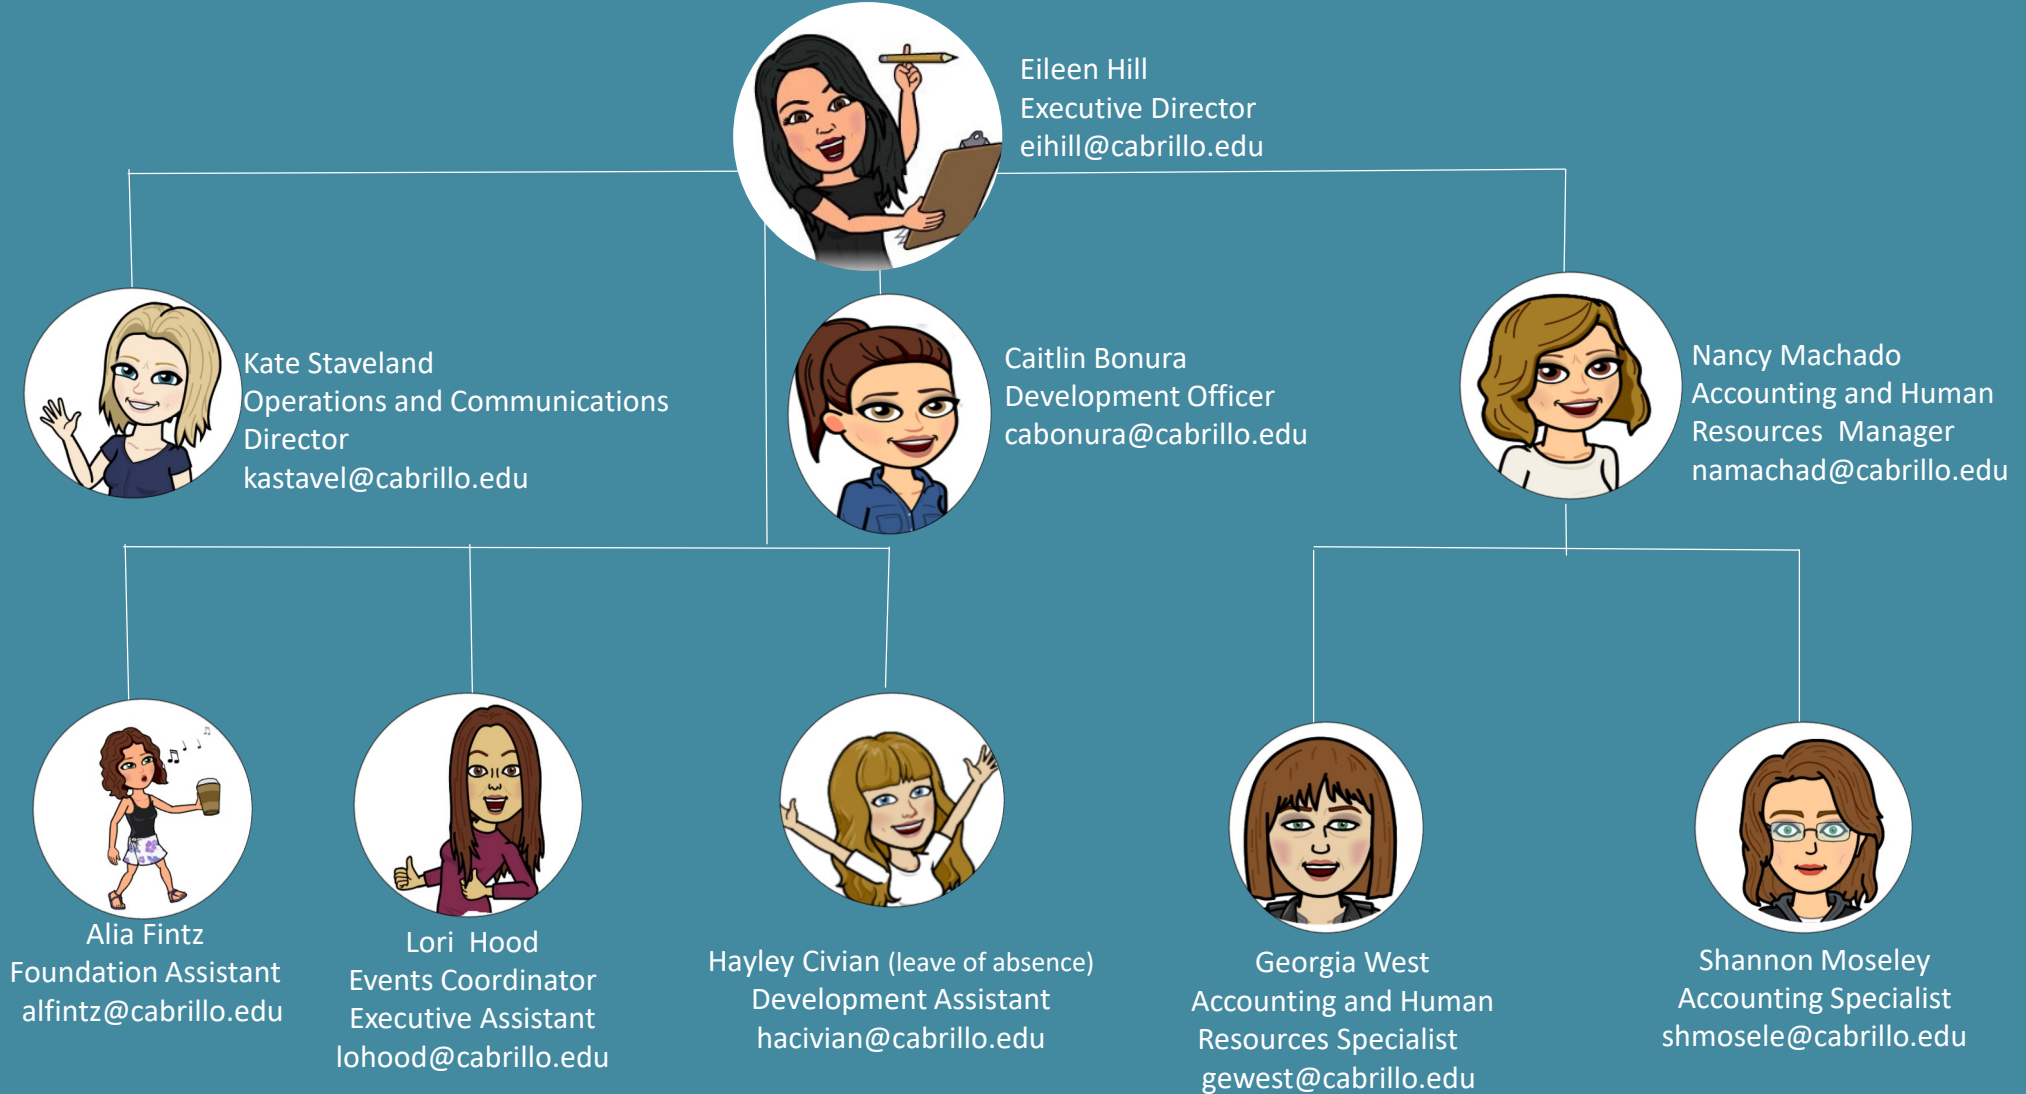 Eileen Hill
Executive Director
eihill@cabrillo.edu
Kate Staveland
Operations and Communications
Director
kastavel@cabrillo.edu
Caitlin Bonura
Development Officer
cabonura@cabrillo.edu
Nancy Machado
Accounting and Human
Resources  Manager
namachad@cabrillo.edu
Alia Fintz
Foundation Assistant
alfintz@cabrillo.edu
Lori  Hood
Events Coordinator
Executive Assistant
lohood@cabrillo.edu
Hayley Civian (leave of absence)
Development Assistant
hacivian@cabrillo.edu
Georgia West
Accounting and Human
Resources Specialist
gewest@cabrillo.edu
Shannon Moseley
Accounting Specialist
shmosele@cabrillo.edu